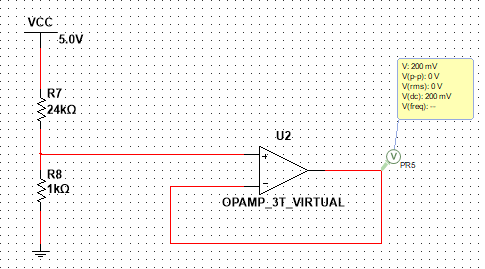 VCC
5.0V
R7
24kΩ
R8
1kΩ
U2
+
−
OPAMP_3T_VIRTUAL
V: 200 mV
V(p-p): 0 V
V(rms): 0 V
V(dc): 200 mV
V(freq): --
V
PR5